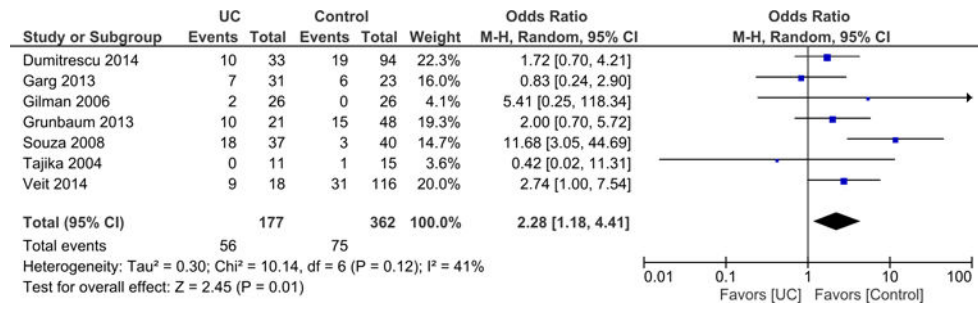 UC Control Odds Ratio Odds Ratio
Study or Subgroup Events Total Events Total Weight M-H, Random, 95% CI M-H, Random, 95% CI
Dumitrescu 2014 10 33 19 94 22.3% 1.72 [0.70, 4.21]
Garg 2013 7 31 6 23 16.0% 0.83 [0.24, 2.90]
Gilman 2006 2 26 0 26 4.1% 5.41 [0.25, 118.34]
Grunbaum 2013 10 21 15 48 19.3% 2.00 [0.70, 5.72]
Souza 2008 18 37 3 40 14.7% 11.68 [3.05, 44.69]
Tajika 2004 0 11 1 15 3.6% 0.42 [0.02, 11.31]
Veit 2014 9 18 31 116 20.0% 2.74 [1.00, 7.54]
Total (95% CI) 177 362 100.0% 2.28 [1.18, 4.41]
Total events 56 75
Heterogeneity: Tau² = 0.30; Chi² = 10.14, df = 6 (P = 0.12); I² = 41%
Test for overall effect: Z = 2.45 (P = 0.01)
0.01 0.1 1 10 100
Favors [UC] Favors [Control]